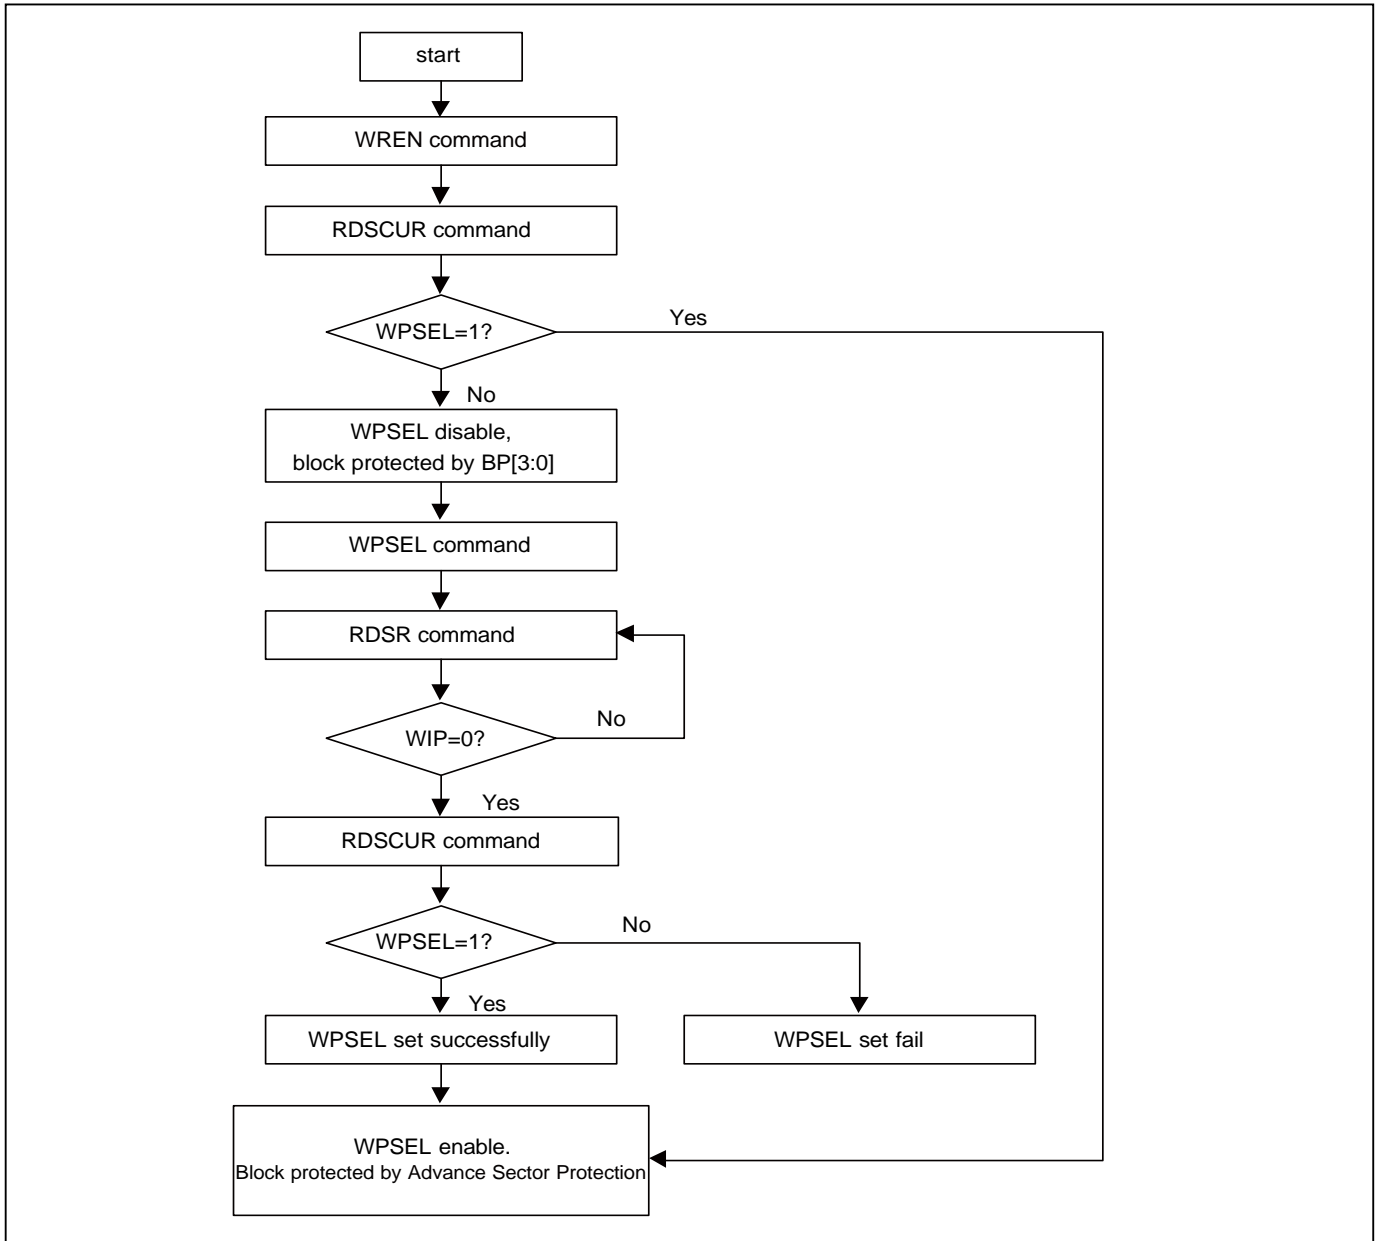 start
WREN command
RDSCUR command
WPSEL=1?
Yes
No
WPSEL disable,
block protected by BP[3:0]
WPSEL command
RDSR command
WIP=0?
No
Yes
RDSCUR command
WPSEL=1?
No
Yes
WPSEL set successfully
WPSEL set fail
WPSEL enable.
Block protected by Advance Sector Protection